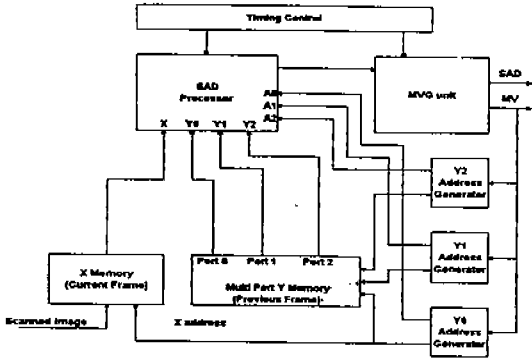 Timing Control
SAD
Processor
A0
A1
A2
X Y0 Y1 Y2
MVG unit
SAD
MV
Y2
Address
Generator
Y1
Address
Generator
Y0
Address
Generator
Port 0 Port 1 Port 2
X Memory
(Current Frame)
Multi Port Y Memory
(Previous Frame)
Scanned Image
X address